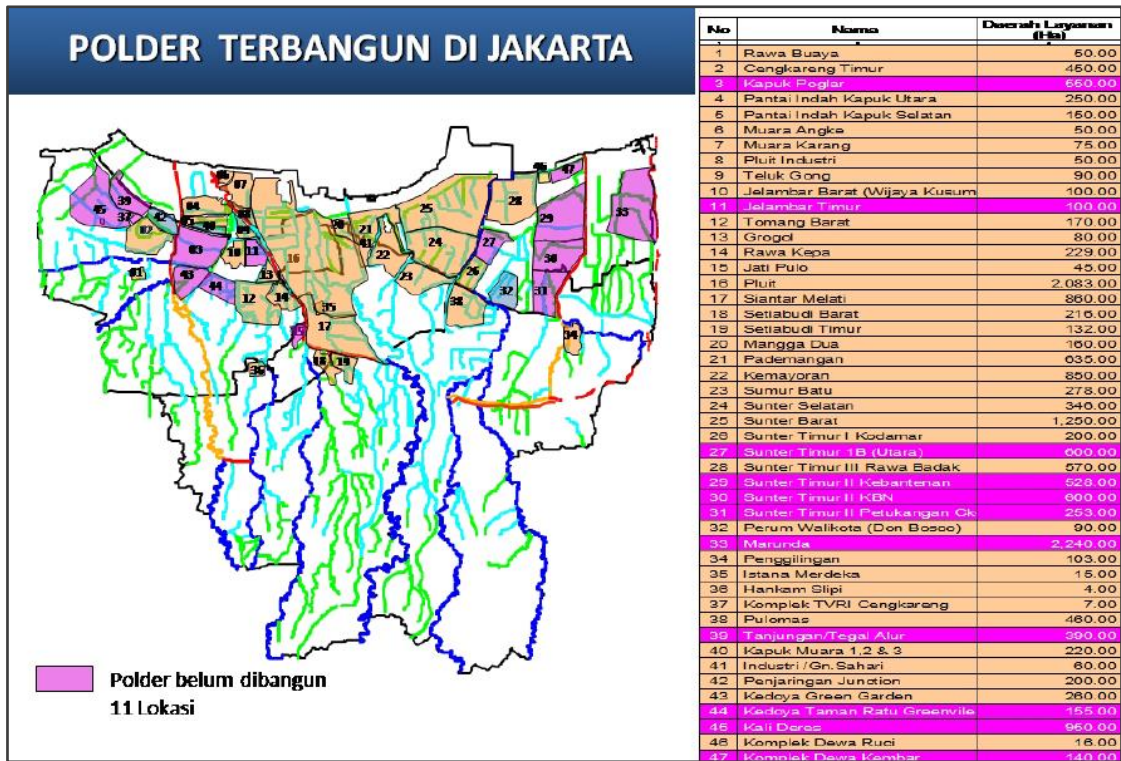 POLDER TERBANGUN DI JAKARTA
Polder belum dibangun
11 Lokasi
No Nama Daerah Layanan (Ha)
1 Rawa Buaya 50.00
2 Cengkareng Timur 450.00
3 Kapuk Poglar 550.00
4 Pantai Indah Kapuk Utara 250.00
5 Pantai Indah Kapuk Selatan 150.00
6 Muara Angke 50.00
7 Muara Karang 75.00
8 Pluit Industri 50.00
9 Teluk Gong 90.00
10 Jelambar Barat (Wijaya Kusum 100.00
11 Jelambar Timur 100.00
12 Tomang Barat 170.00
13 Grogol 80.00
14 Rawa Kepa 229.00
15 Jati Pulo 45.00
16 Pluit 2.083.00
17 Siantar Melati 860.00
18 Setiabudi Barat 216.00
19 Setiabudi Timur 132.00
20 Mangga Dua 160.00
21 Pademangan 635.00
22 Kemayoran 850.00
23 Sumur Batu 278.00
24 Sunter Selatan 346.00
25 Sunter Barat 1,250.00
26 Sunter Timur I Kodamar 200.00
27 Sunter Timur 1B (Utara) 600.00
28 Sunter Timur III Rawa Badak 570.00
29 Sunter Timur II Kebantenan 528.00
30 Sunter Timur II KBN 600.00
31 Sunter Timur II Petukangan Ck 253.00
32 Perum Walikota (Don Bosco) 90.00
33 Marunda 2,240.00
34 Penggilingan 103.00
35 Istana Merdeka 15.00
36 Hankam Slipi 4.00
37 Komplek TVRI Cengkareng 7.00
38 Pulomas 460.00
39 Tanjungan/Tegal Alur 390.00
40 Kapuk Muara 1,2 & 3 220.00
41 Industri /Gn.Sahari 60.00
42 Penjaringan Junction 200.00
43 Kedoya Green Garden 260.00
44 Kedoya Taman Ratu Greenvile 155.00
45 Kali Deres 950.00
46 Komplek Dewa Ruci 16.00
47 Komplek Dewa Kembar 140.00